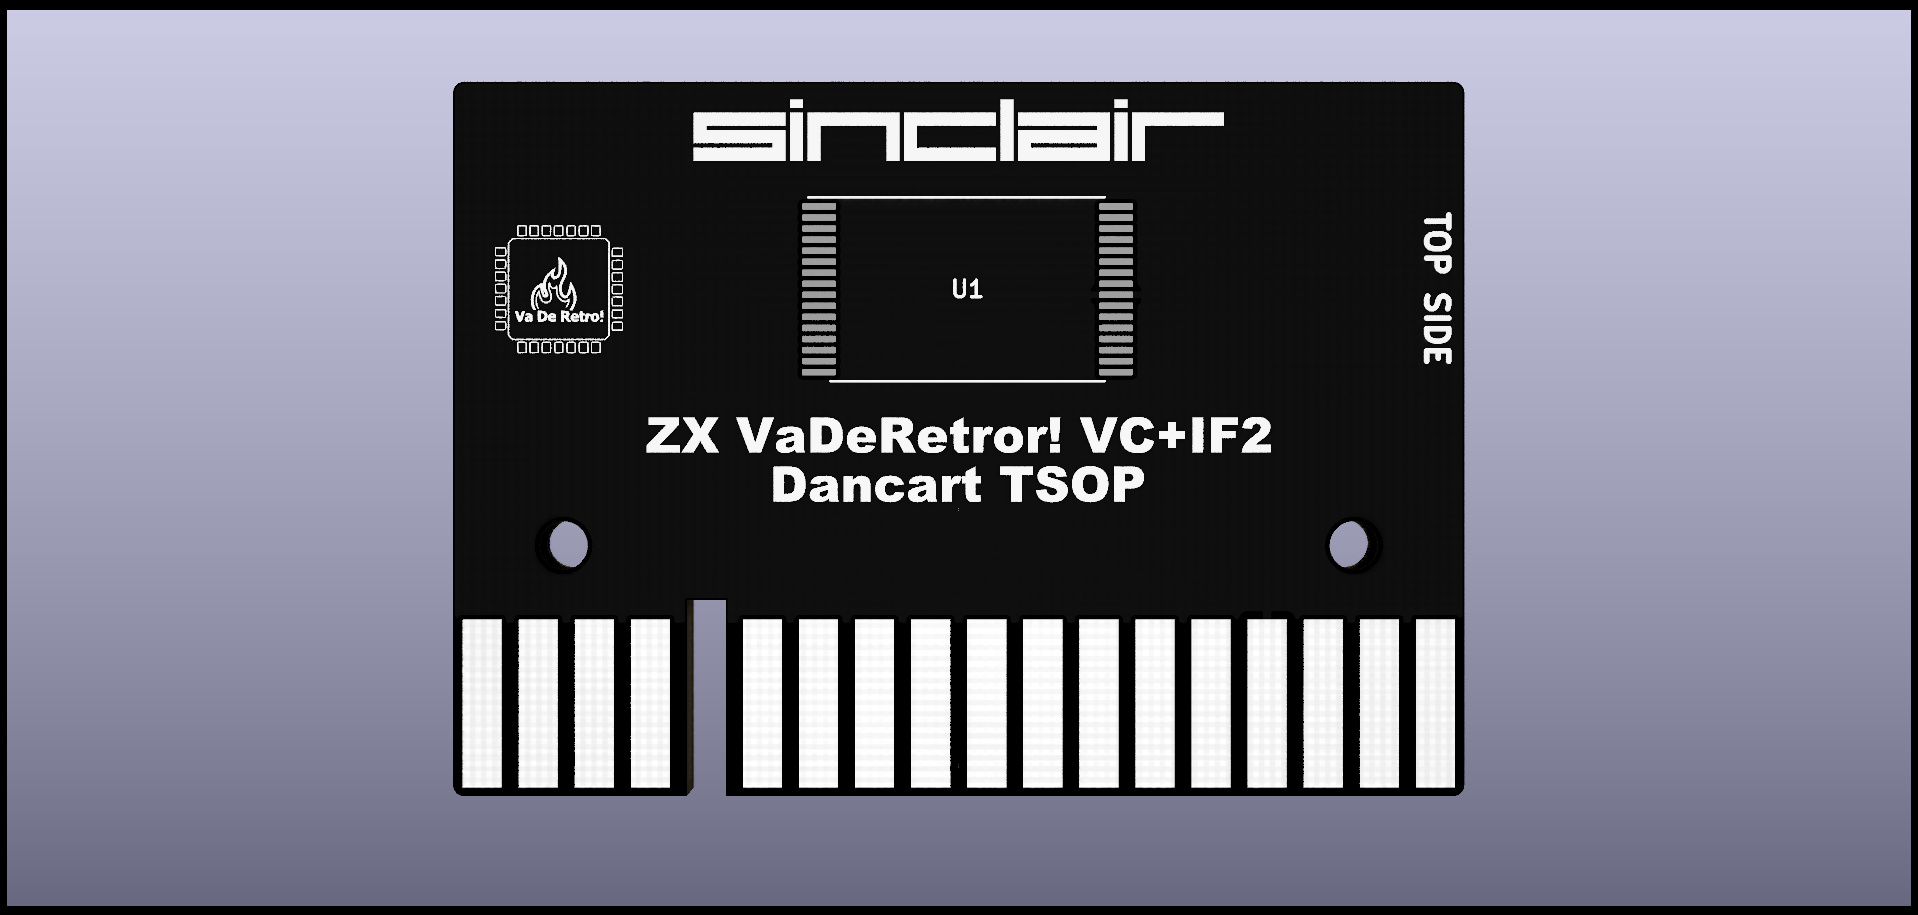 sinclair
U1
Va De Retro!
TOP SIDE
ZX VaDeRetror! VC+IF2
Dancart TSOP